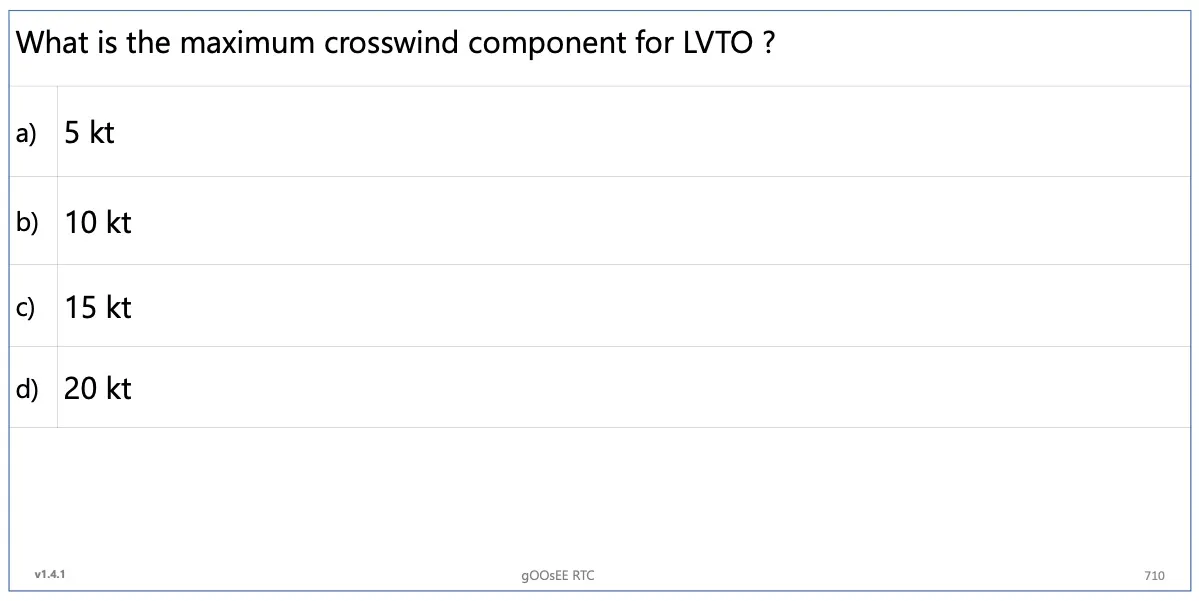 What is the maximum crosswind component for LVTO ?
a) 5 kt
b) 10 kt
c) 15 kt
d) 20 kt
v1.4.1 gOOsEE RTC 710